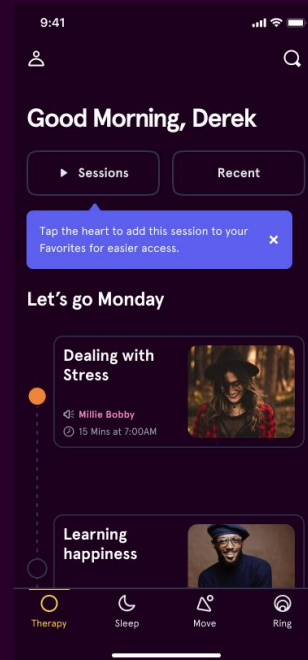 9:41
Good Morning, Derek
Sessions
Recent
Tap the heart to add this session to your
Favorites for easier access.
Let's go Monday
Dealing with
Stress
Millie Bobby
15 Mins at 7:00AM
Learning
happiness
Therapy
Sleep
Move
Ring